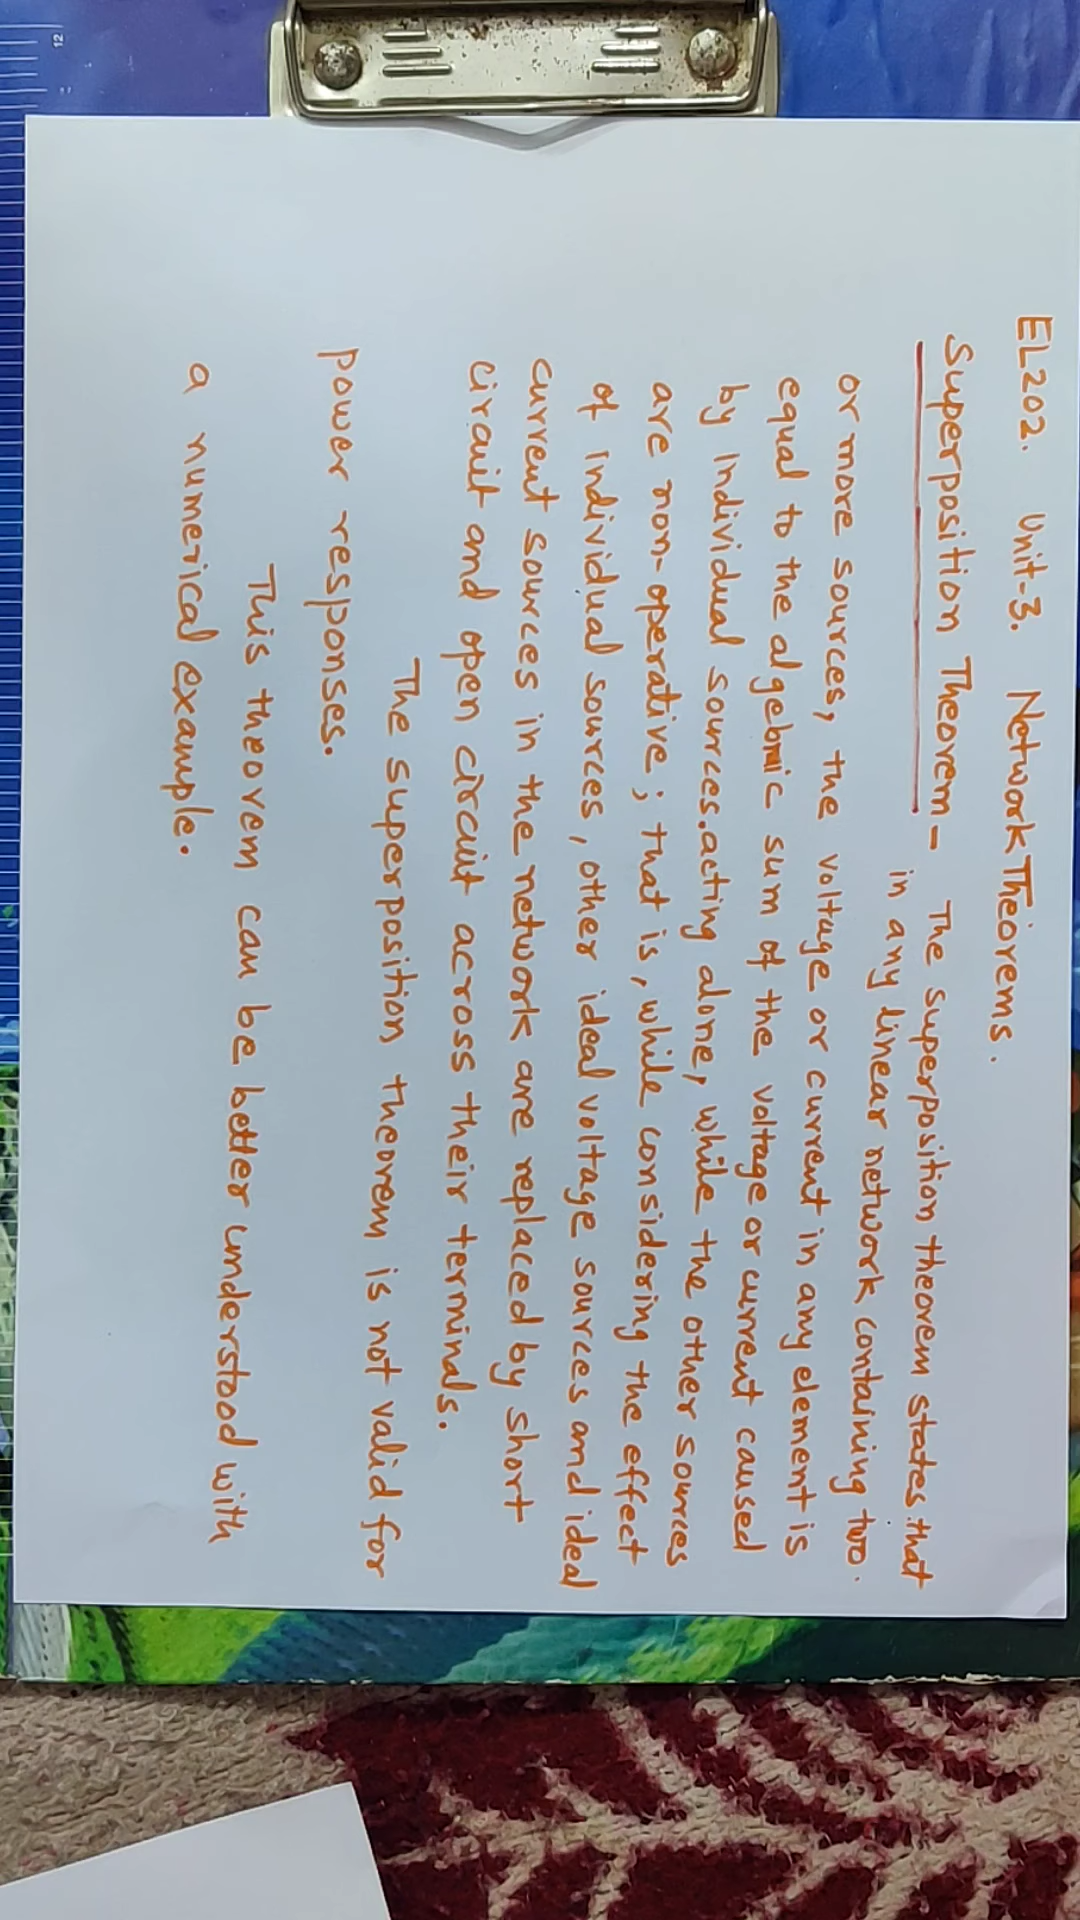 EL202. Unit-3. Network Theorems.
Superposition Theorem - The superposition theorem states that
in any linear network containing two
or more sources, the voltage or current in any element is
equal to the algebraic sum of the voltage or current caused
by individual sources.acting alone, while the other sources
are non-operative; that is, while considering the effect
of individual sources, other ideal voltage sources and ideal
current sources in the network are replaced by short
circuit and open circuit across their terminals.
The superposition theorem is not valid for
power responses.
This theorem can be better understood with
a numerical example.
12
11